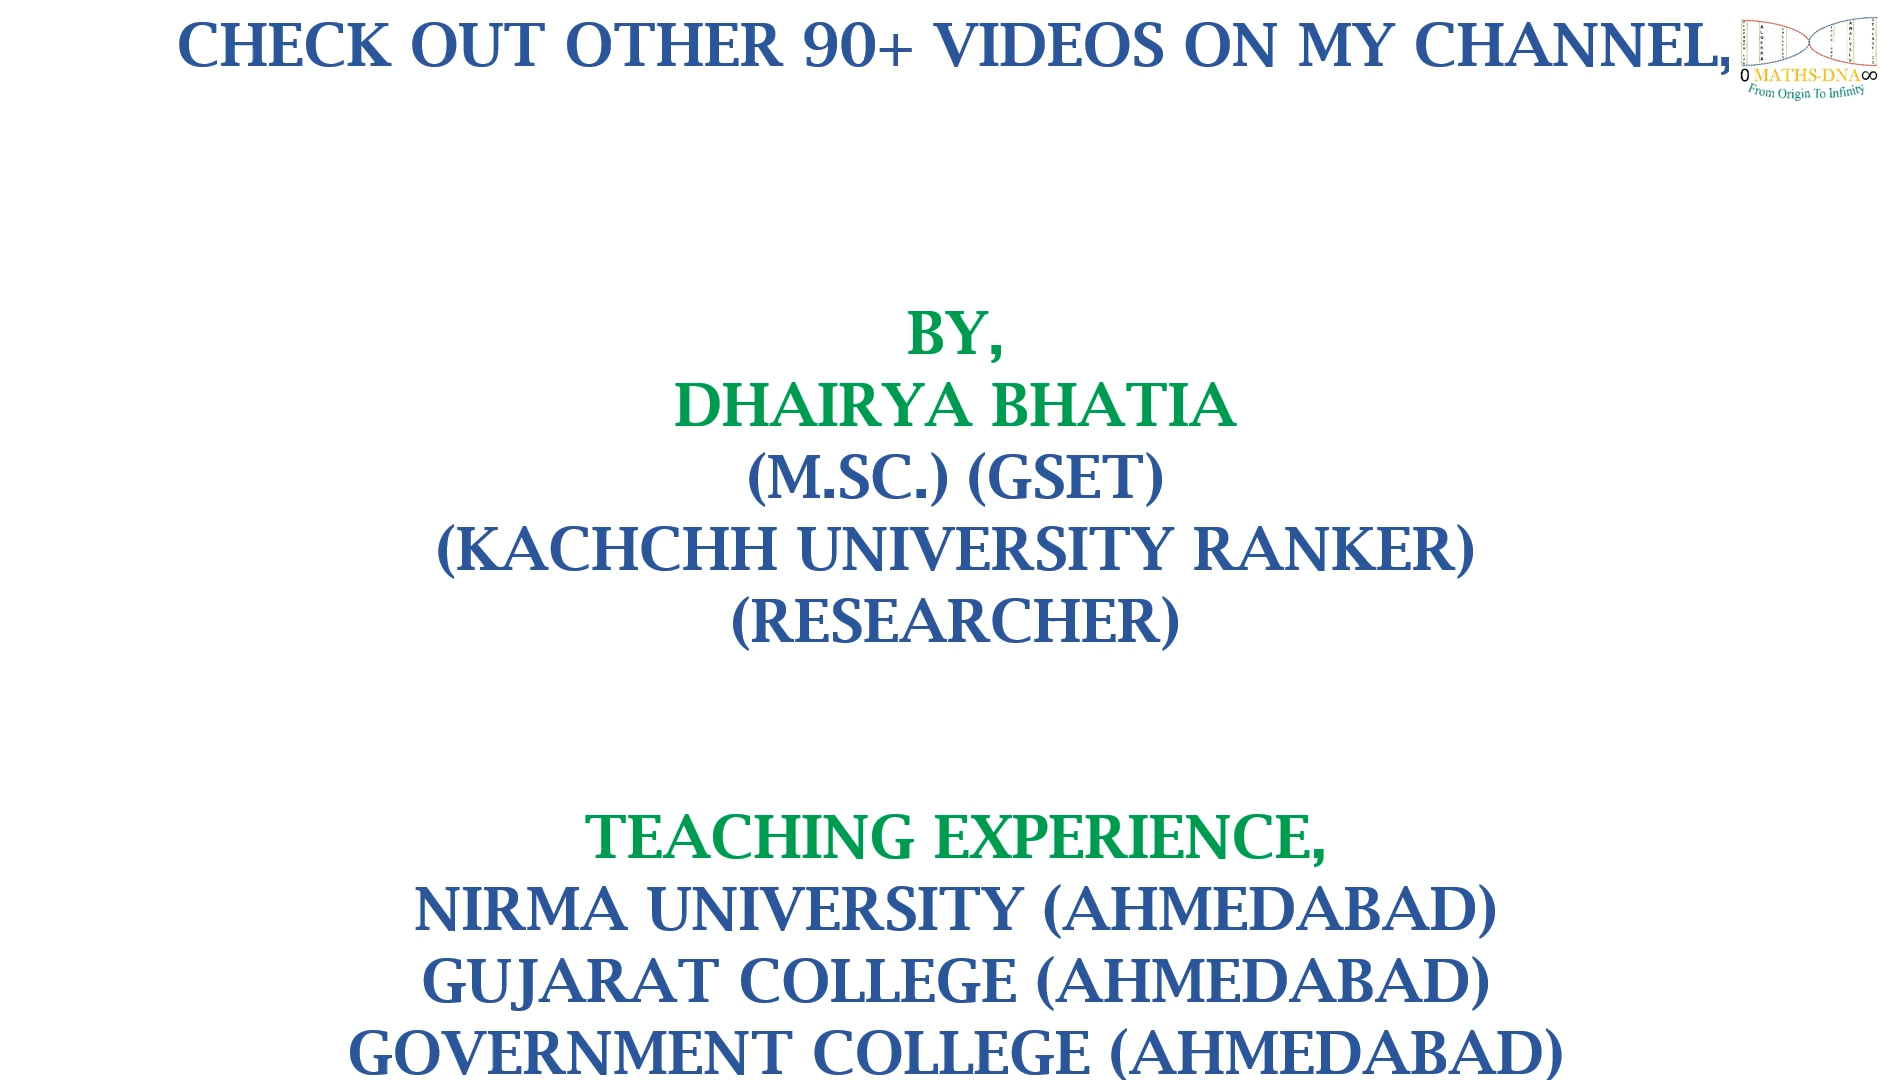 CHECK OUT OTHER 90+ VIDEOS ON MY CHANNEL,
0 MATHS-DNA∞
From Origin To Infinity
BY,
DHAIRYA BHATIA
(M.SC.) (GSET)
(KACHCHH UNIVERSITY RANKER)
(RESEARCHER)
TEACHING EXPERIENCE,
NIRMA UNIVERSITY (AHMEDABAD)
GUJARAT COLLEGE (AHMEDABAD)
GOVERNMENT COLLEGE (AHMEDABAD)